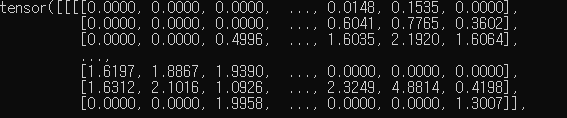 tensor([[[[0.0000, 0.0000, 0.0000,  ..., 0.0148, 0.1535, 0.0000],
          [0.0000, 0.0000, 0.0000,  ..., 0.6041, 0.7765, 0.3602],
          [0.0000, 0.0000, 0.4996,  ..., 1.6035, 2.1920, 1.6064],
          ...,
          [1.6197, 1.8867, 1.9390,  ..., 0.0000, 0.0000, 0.0000],
          [1.6312, 2.1016, 1.0926,  ..., 2.3249, 4.8814, 0.4198],
          [0.0000, 0.0000, 1.9958,  ..., 0.0000, 0.0000, 1.3007]],